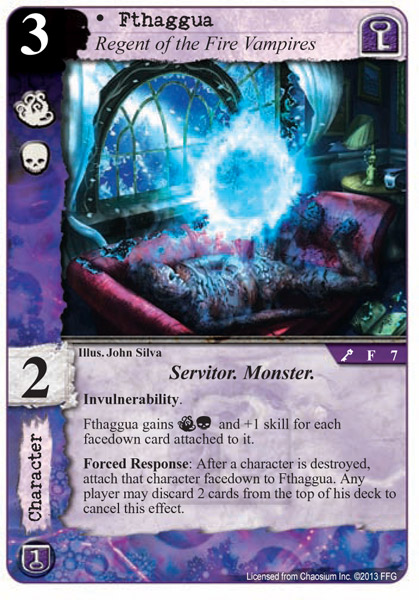 3
• Fthaggua
Regent of the Fire Vampires
Illus. John Silva
F 7
2
Servitor. Monster.
Invulnerability.
Fthaggua gains and +1 skill for each
facedown card attached to it.
Forced Response: After a character is destroyed,
attach that character facedown to Fthaggua. Any
player may discard 2 cards from the top of his deck to
cancel this effect.
Character
1
Licensed from Chaosium Inc. ©2013 FFG